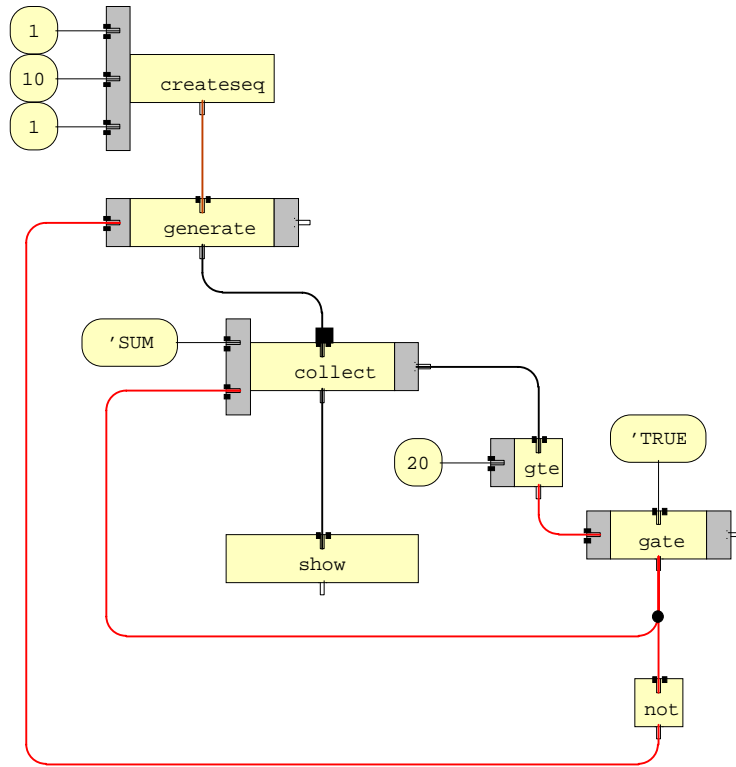 1
10
createseq
1
generate
'SUM
collect
'TRUE
20
gte
gate
show
not